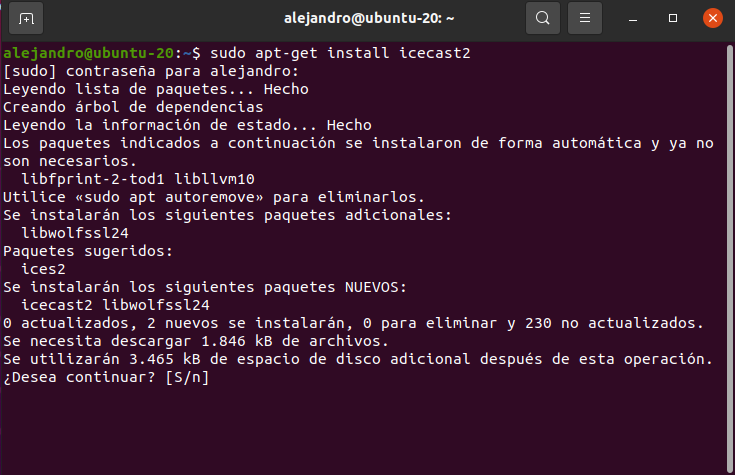 alejandro@ubuntu-20: ~
alejandro@ubuntu-20:~$ sudo apt-get install icecast2
[sudo] contraseña para alejandro:
Leyendo lista de paquetes... Hecho
Creando árbol de dependencias
Leyendo la información de estado... Hecho
Los paquetes indicados a continuación se instalaron de forma automática y ya no
son necesarios.
  libfprint-2-tod1 libllvm10
Utilice «sudo apt autoremove» para eliminarlos.
Se instalarán los siguientes paquetes adicionales:
  libwolfssl24
Paquetes sugeridos:
  ices2
Se instalarán los siguientes paquetes NUEVOS:
  icecast2 libwolfssl24
0 actualizados, 2 nuevos se instalarán, 0 para eliminar y 230 no actualizados.
Se necesita descargar 1.846 kB de archivos.
Se utilizarán 3.465 kB de espacio de disco adicional después de esta operación.
¿Desea continuar? [S/n]